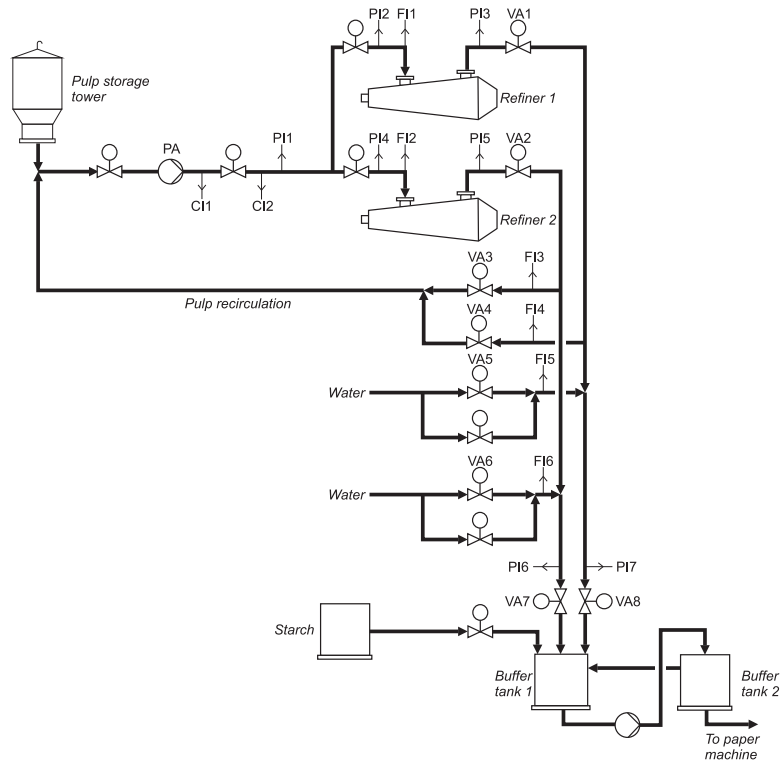 PI2
FI1
PI3
VA1
Pulp storage
tower
Refiner 1
PA
PI1
PI4
FI2
PI5
VA2
CI1
CI2
Refiner 2
VA3
FI3
Pulp recirculation
VA4
FI4
VA5
FI5
Water
VA6
FI6
Water
PI6
PI7
VA7
VA8
Starch
Buffer
tank 1
Buffer
tank 2
To paper
machine